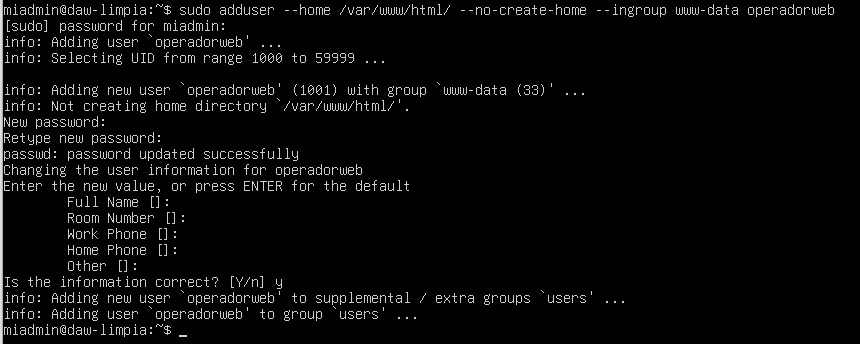 miadmin@daw-limpia:~$ sudo adduser --home /var/www/html/ --no-create-home --ingroup www-data operadorweb
[sudo] password for miadmin:
info: Adding user `operadorweb' ...
info: Selecting UID from range 1000 to 59999 ...
info: Adding new user `operadorweb' (1001) with group `www-data (33)' ...
info: Not creating home directory `/var/www/html/'.
New password:
Retype new password:
passwd: password updated successfully
Changing the user information for operadorweb
Enter the new value, or press ENTER for the default
Full Name []:
Room Number []:
Work Phone []:
Home Phone []:
Other []:
Is the information correct? [Y/n] y
info: Adding new user `operadorweb' to supplemental / extra groups `users' ...
info: Adding user `operadorweb' to group `users' ...
miadmin@daw-limpia:~$ _